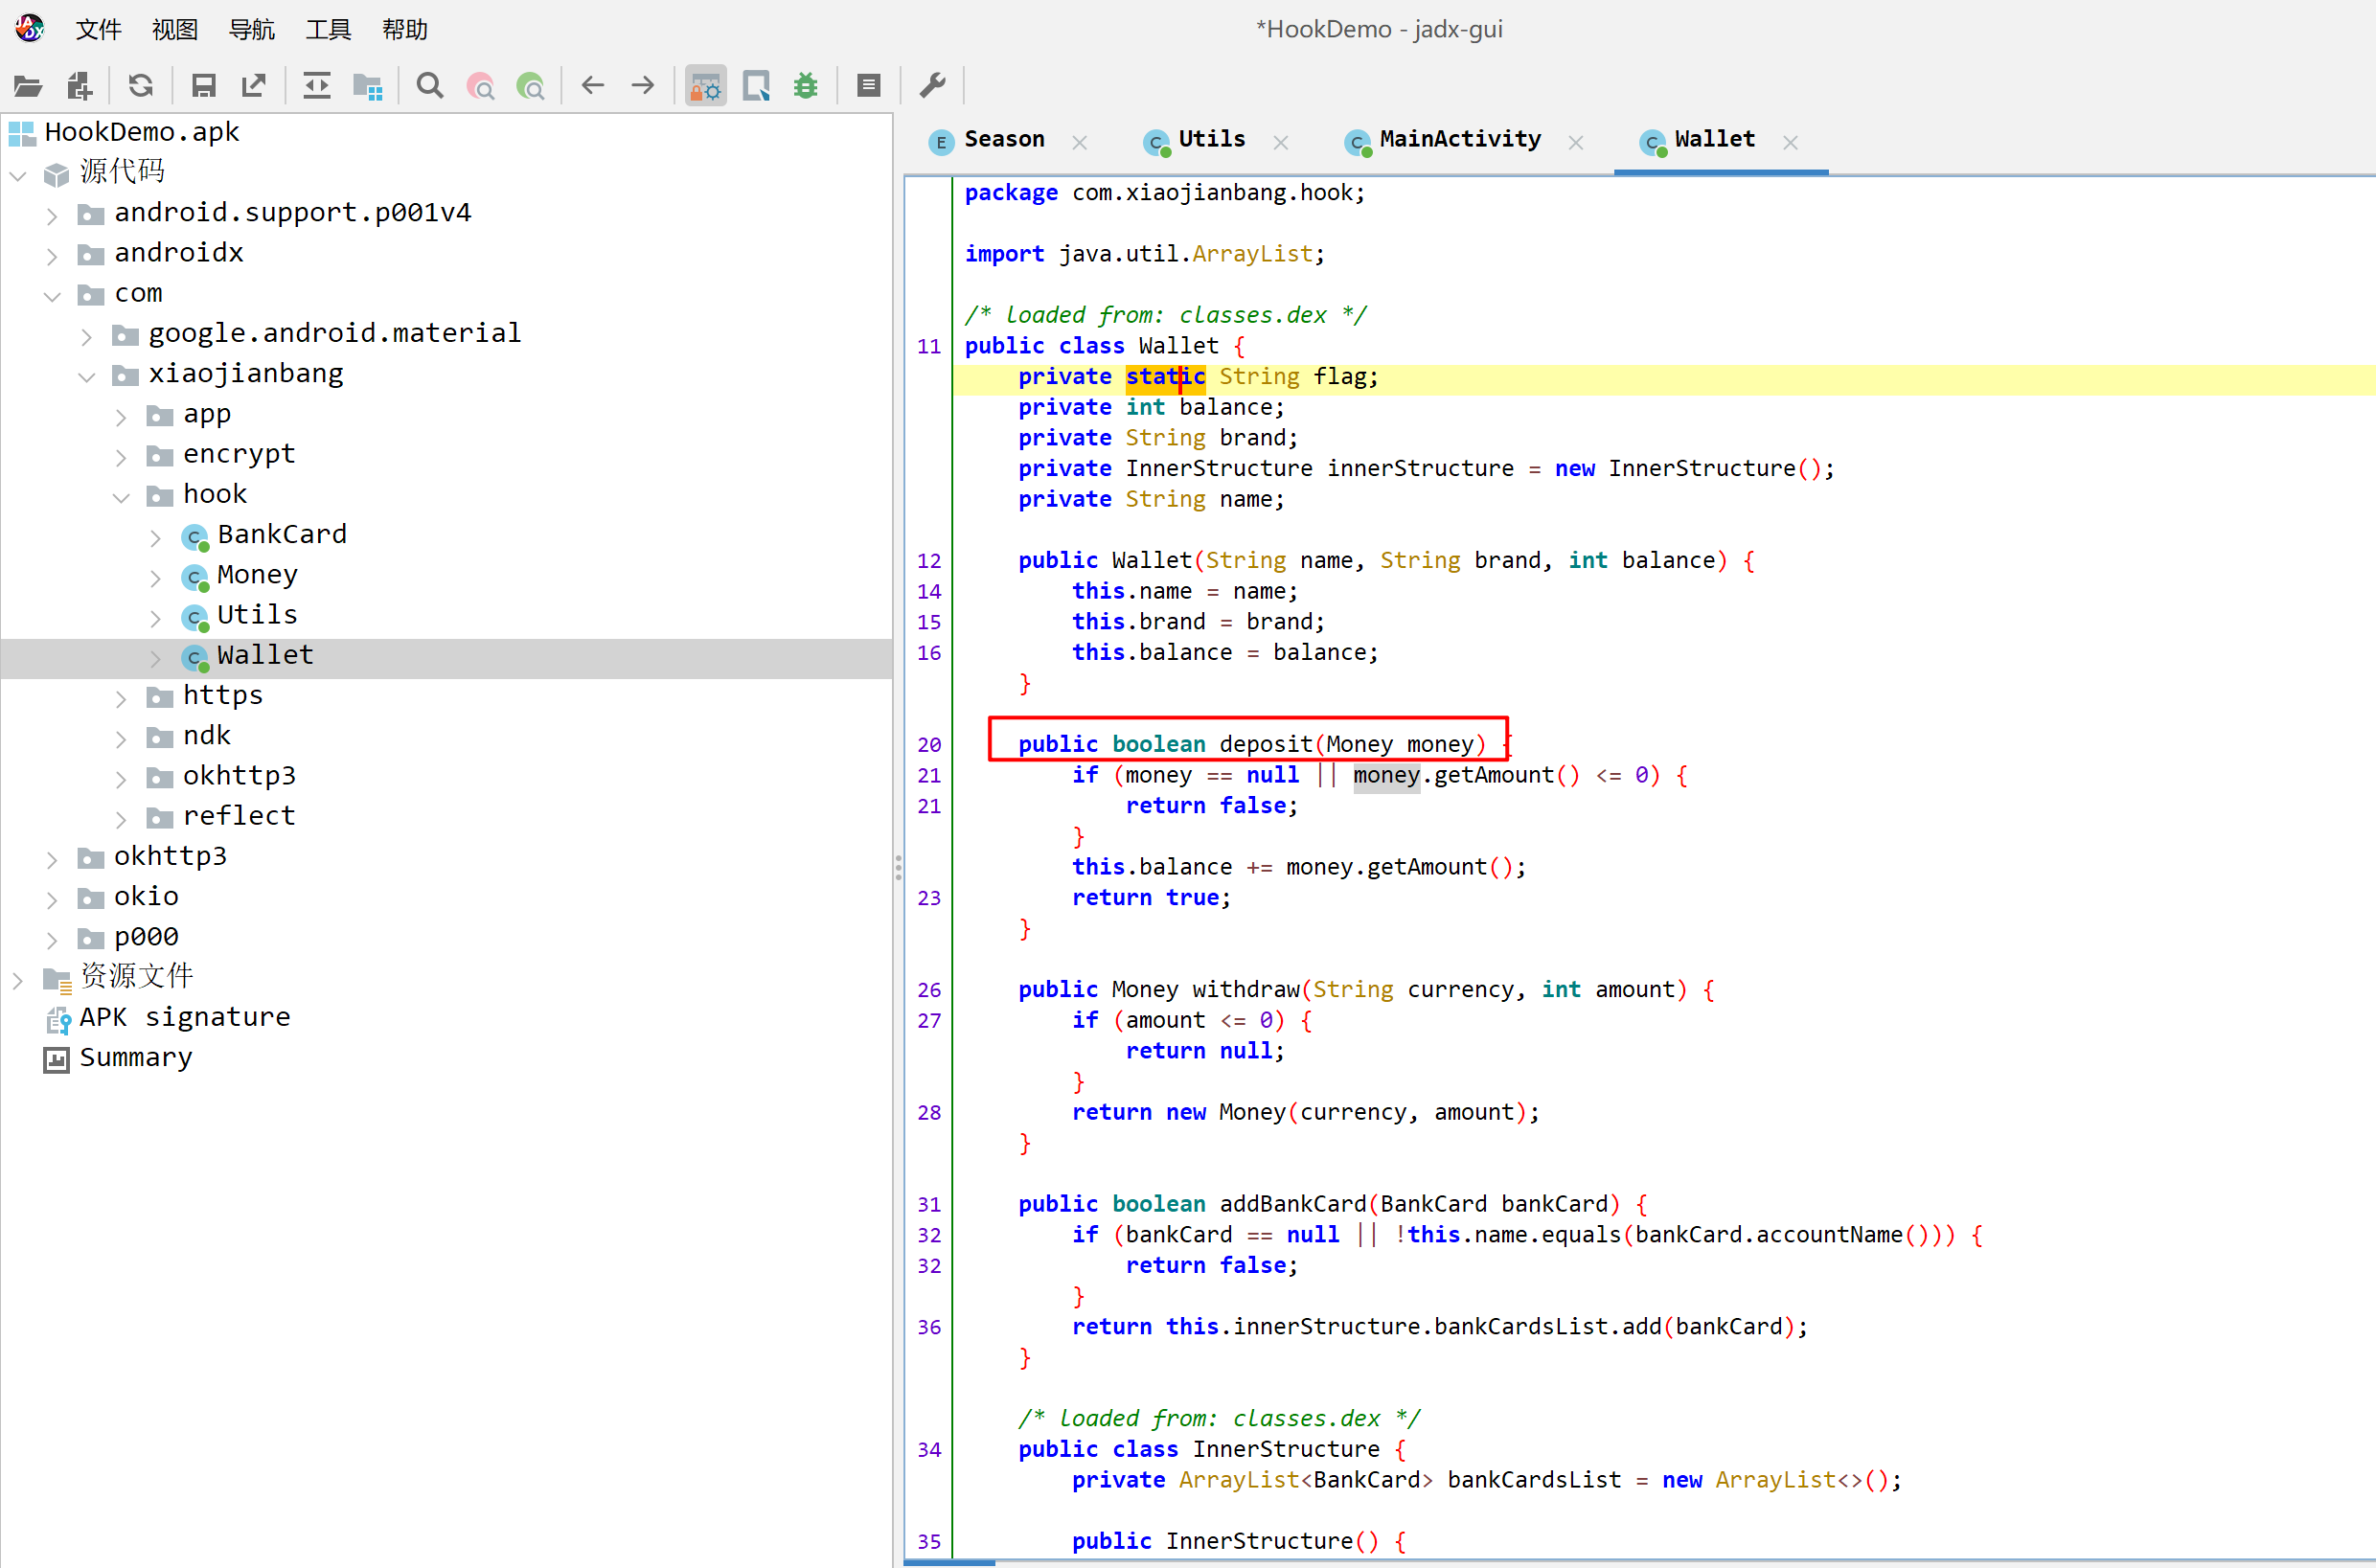 文件 视图 导航 工具 帮助
*HookDemo - jadx-gui
HookDemo.apk
源代码
android.support.p001v4
androidx
com
google.android.material
xiaojianbang
app
encrypt
hook
BankCard
Money
Utils
Wallet
https
ndk
okhttp3
reflect
okhttp3
okio
p000
资源文件
APK signature
Summary
Season Utils MainActivity Wallet
package com.xiaojianbang.hook;
import java.util.ArrayList;
/* loaded from: classes.dex */
11 public class Wallet {
private static String flag;
private int balance;
private String brand;
private InnerStructure innerStructure = new InnerStructure();
private String name;
12 public Wallet(String name, String brand, int balance) {
14 this.name = name;
15 this.brand = brand;
16 this.balance = balance;
}
20 public boolean deposit(Money money) {
21 if (money == null || money.getAmount() <= 0) {
21 return false;
}
this.balance += money.getAmount();
23 return true;
}
26 public Money withdraw(String currency, int amount) {
27 if (amount <= 0) {
return null;
}
28 return new Money(currency, amount);
}
31 public boolean addBankCard(BankCard bankCard) {
32 if (bankCard == null || !this.name.equals(bankCard.accountName())) {
32 return false;
}
36 return this.innerStructure.bankCardsList.add(bankCard);
}
/* loaded from: classes.dex */
34 public class InnerStructure {
private ArrayList<BankCard> bankCardsList = new ArrayList<>();
35 public InnerStructure() {